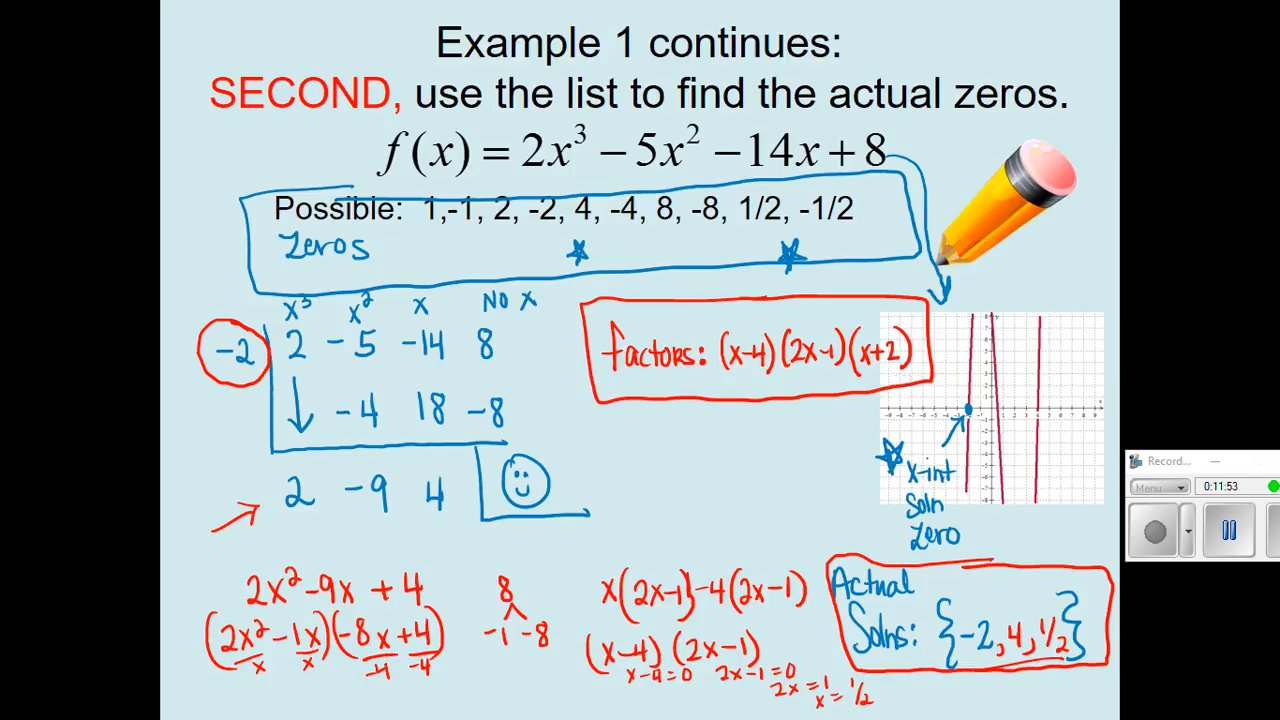 Example 1 continues:
SECOND, use the list to find the actual zeros.
f(x) = 2x³ − 5x² − 14x + 8
Possible: 1,-1, 2, -2, 4, -4, 8, -8, 1/2, -1/2
Zeros
x³ x² x NO x
-2 2 -5 -14 8
-4 18 -8
2 -9 4
factors: (x-4)(2x-1)(x+2)
x-int
Soln
Zero
2x² -9x + 4
8
-1 -8
(2x² -1x)(-8x +4)
x x -4 -4
x(2x-1) -4(2x-1)
(x-4) (2x-1)
x-4=0 2x-1=0
2x = 1
x = 1/2
Actual
Solns: {-2, 4, 1/2}
Record...
Menu
0:11:53